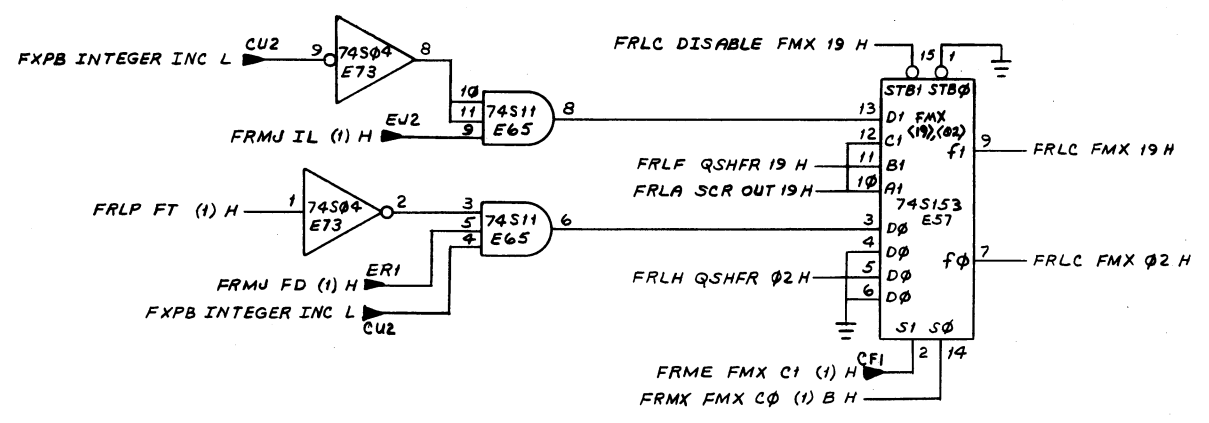 FRLC DISABLE FMX 19 H
15 1
FXPB INTEGER INC L CU2 9 74SØ4 E73 8
STB1 STBØ
10 11 9 74S11 E65 8
FRMJ IL (1) H EJ2
13 D1 FMX
<19>,<02>
12 C1
f1 9 FRLC FMX 19 H
FRLF QSHFR 19 H 11 B1
FRLA SCR OUT 19 H 1Ø A1
74S153
E57
FRLP FT (1) H 1 74SØ4 E73 2
3 5 4 74S11 E65 6
3 DØ
4 DØ
fØ 7 FRLC FMX Ø2 H
FRLH QSHFR Ø2 H 5 DØ
6 DØ
FRMJ FD (1) H ER1
FXPB INTEGER INC L CU2
S1 SØ
2 14
FRME FMX C1 (1) H CF1
FRMX FMX CØ (1) B H